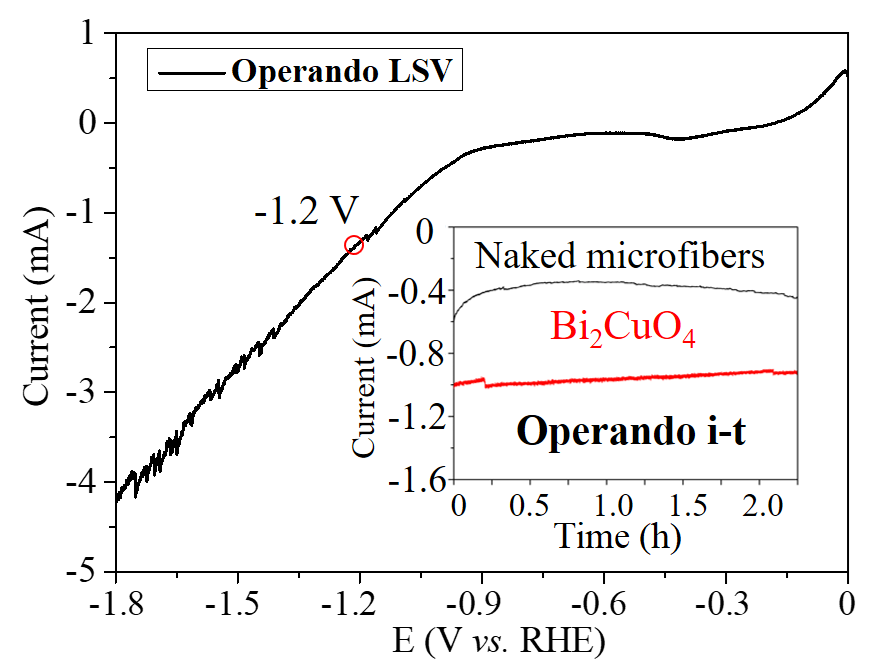 Operando LSV
1
0
-1
-2
-3
-4
-5
Current (mA)
-1.8
-1.5
-1.2
-0.9
-0.6
-0.3
0
E (V vs. RHE)
-1.2 V
0
-0.4
-0.8
-1.2
-1.6
Current (mA)
Naked microfibers
Bi₂CuO₄
Operando i-t
0
0.5
1.0
1.5
2.0
Time (h)